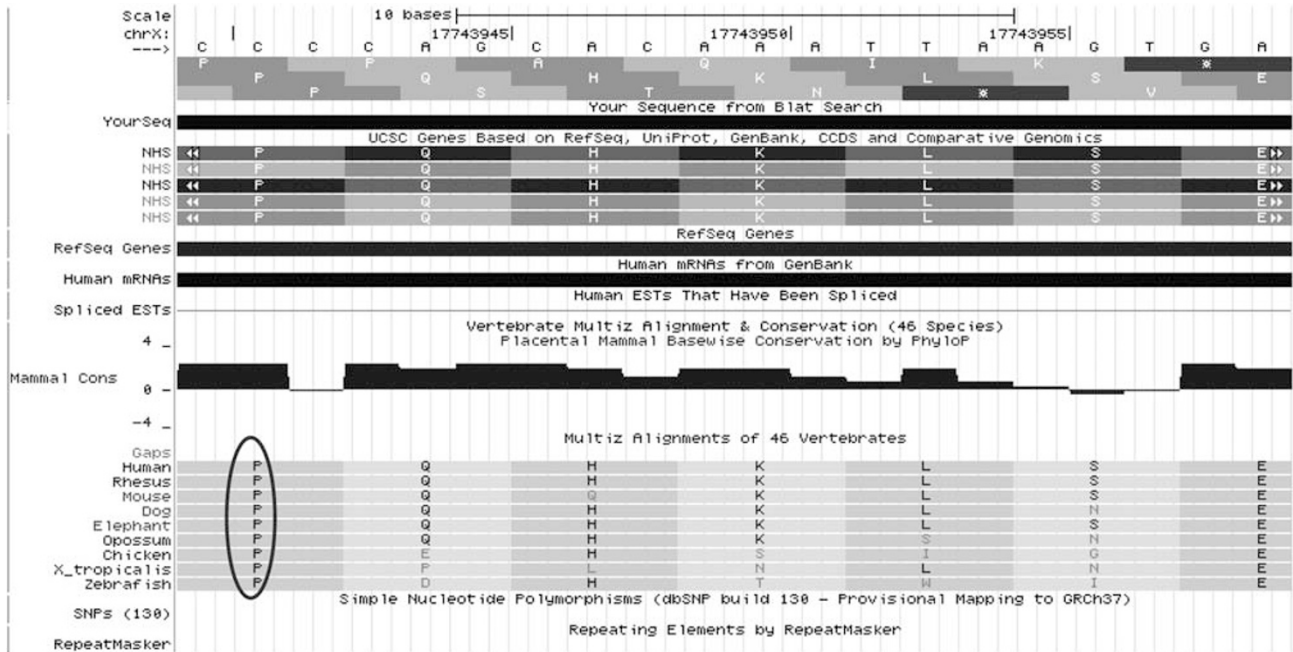 Scale 10 bases
chrX: 17743945 17743950 17743955
---> C C C C A G C A C A A A T T A A G T G A
P P Q A Q I K *
P Q H K L S E
P S T N * V
Your Sequence from Blat Search
YourSeq
UCSC Genes Based on RefSeq, UniProt, GenBank, CCDS and Comparative Genomics
NHS P Q H K L S E
NHS P Q H K L S E
NHS P Q H K L S E
NHS P Q H K L S E
NHS P Q H K L S E
RefSeq Genes
RefSeq Genes
Human mRNAs from GenBank
Human mRNAs
Human ESTs That Have Been Spliced
Spliced ESTs
Vertebrate Multiz Alignment & Conservation (46 Species)
Placental Mammal Basewise Conservation by PhyloP
4 _
Mammal Cons
0 -
-4 _
Multiz Alignments of 46 Vertebrates
Gaps
Human P Q H K L S E
Rhesus P Q H K L S E
Mouse P Q Q K L S E
Dog P Q H K L N E
Elephant P Q H K L S E
Opossum P Q H K S N E
Chicken P E H S I G E
X_tropicalis P P L N L N E
Zebrafish P D H T W I E
Simple Nucleotide Polymorphisms (dbSNP build 130 - Provisional Mapping to GRCh37)
SNPs (130)
Repeating Elements by RepeatMasker
RepeatMasker